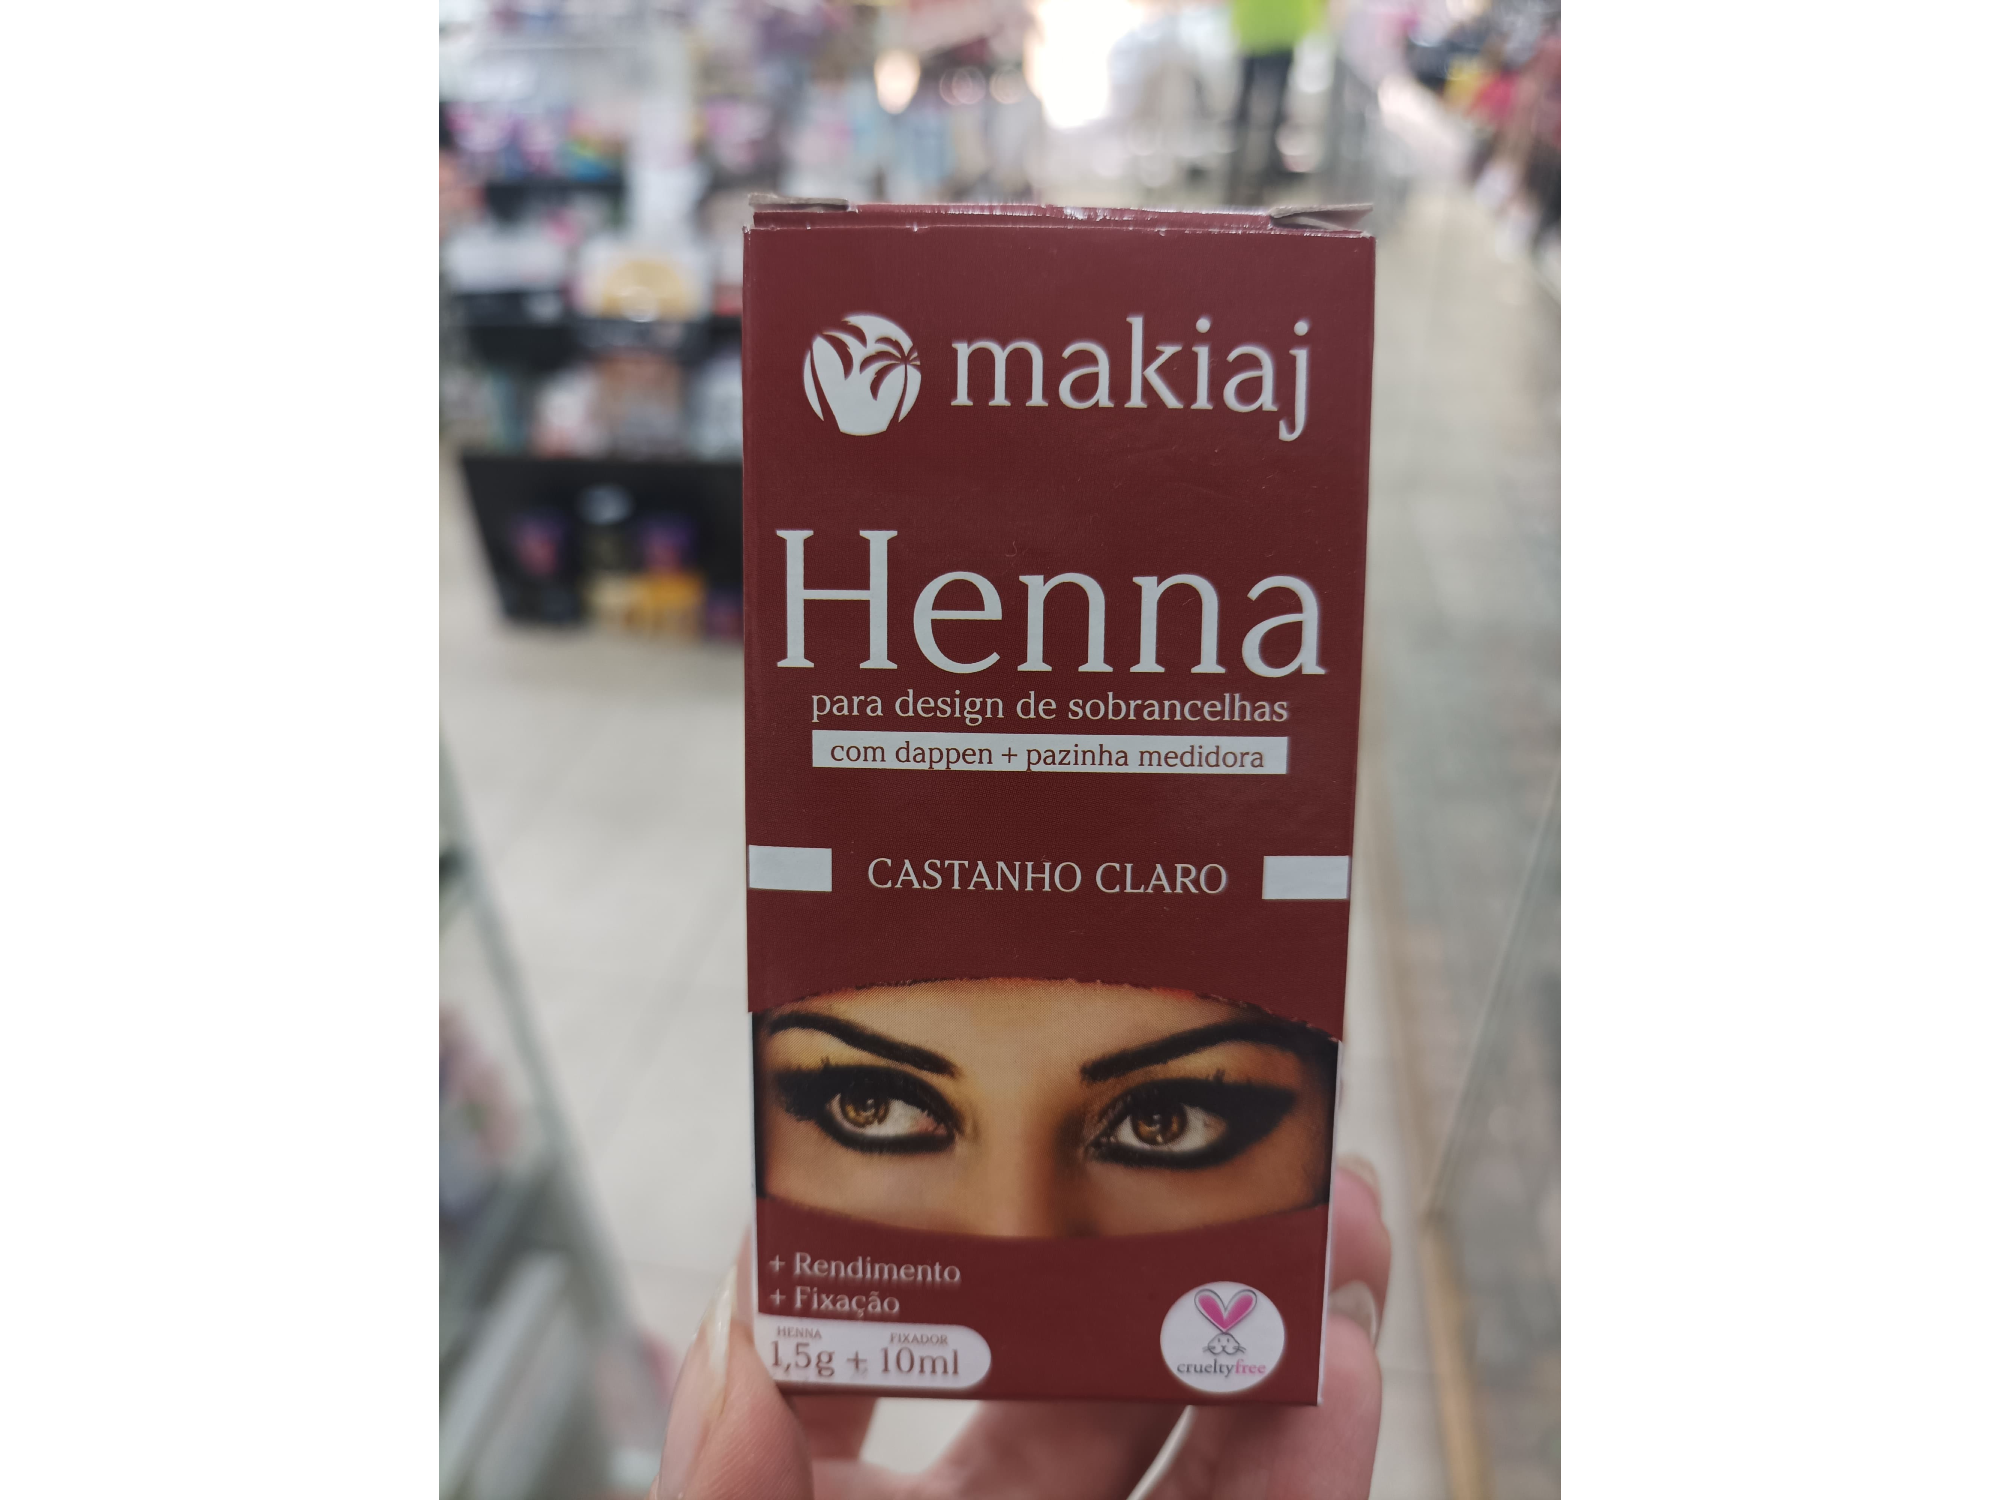 makiaj
Henna
para design de sobrancelhas
com dappen + pazinha medidora
CASTANHO CLARO
+ Rendimento
+ Fixação
HENNA FIXADOR
1,5g + 10ml
crueltyfree